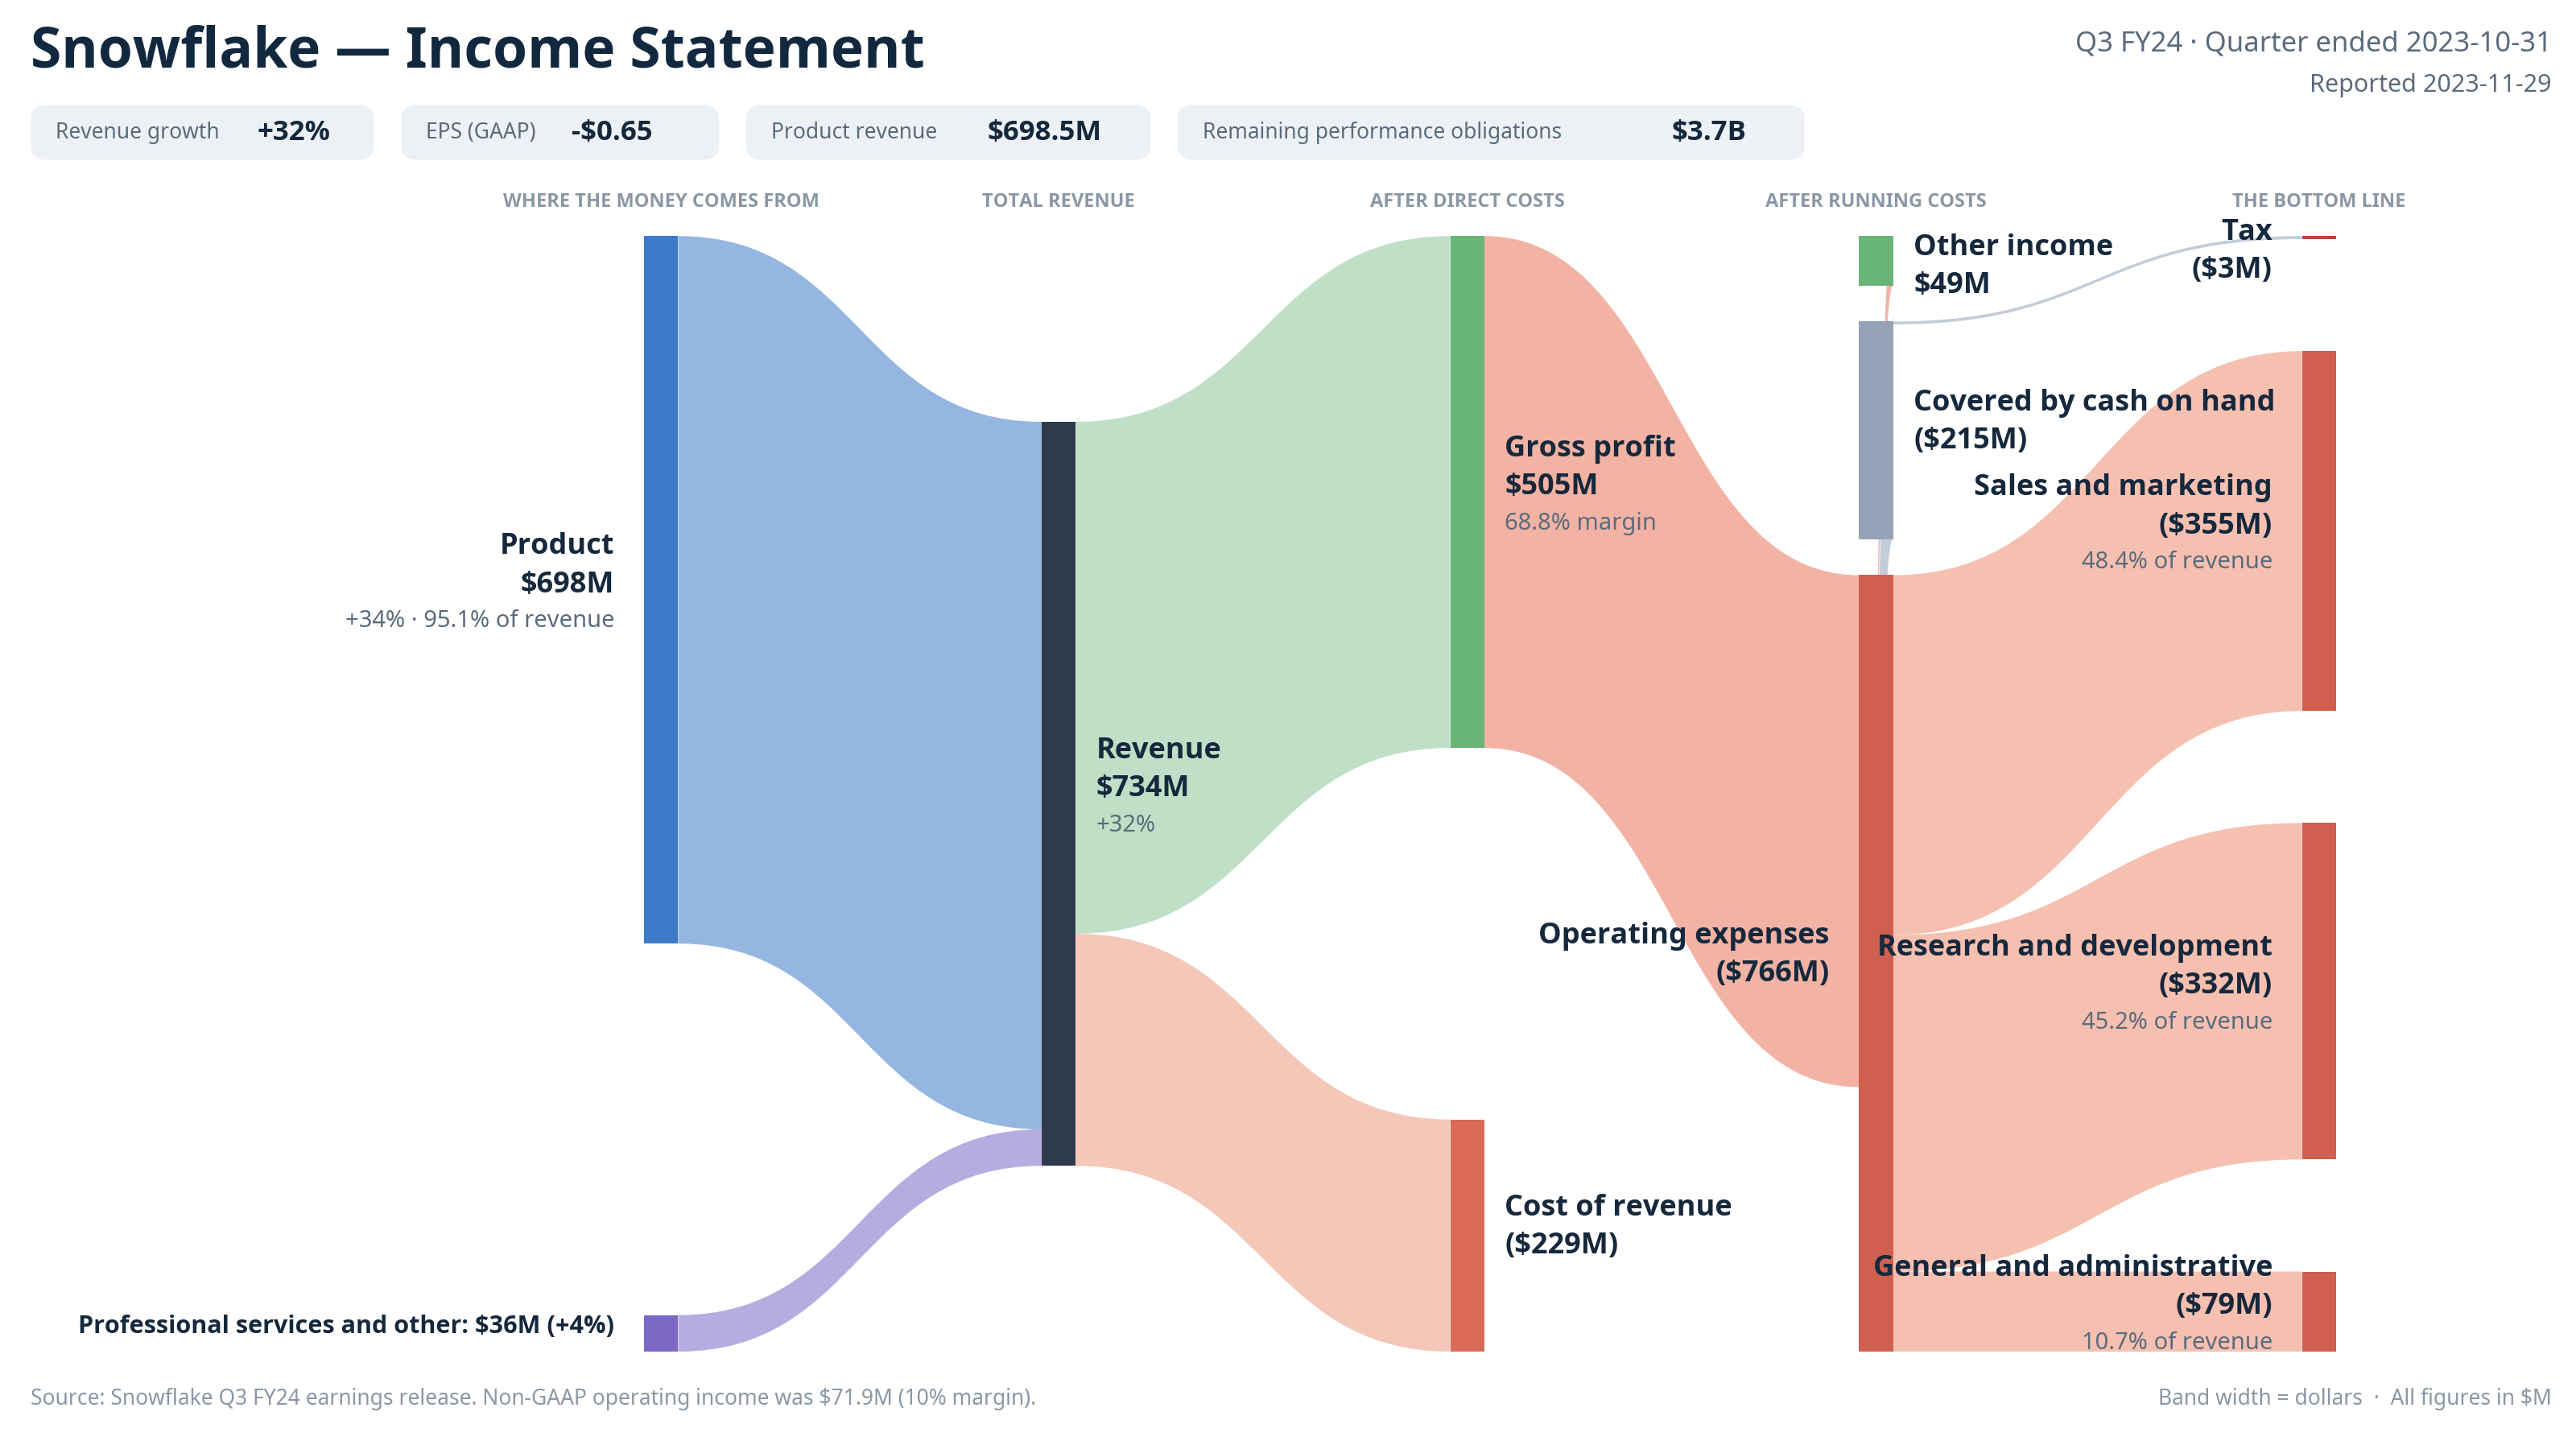 Snowflake — Income Statement
Q3 FY24 · Quarter ended 2023-10-31
Reported 2023-11-29
Revenue growth +32%
EPS (GAAP) -$0.65
Product revenue $698.5M
Remaining performance obligations $3.7B
WHERE THE MONEY COMES FROM
TOTAL REVENUE
AFTER DIRECT COSTS
AFTER RUNNING COSTS
THE BOTTOM LINE
Product
$698M
+34% · 95.1% of revenue
Professional services and other: $36M (+4%)
Revenue
$734M
+32%
Gross profit
$505M
68.8% margin
Cost of revenue
($229M)
Operating expenses
($766M)
Other income
$49M
Covered by cash on hand
($215M)
Tax
($3M)
Sales and marketing
($355M)
48.4% of revenue
Research and development
($332M)
45.2% of revenue
General and administrative
($79M)
10.7% of revenue
Source: Snowflake Q3 FY24 earnings release. Non-GAAP operating income was $71.9M (10% margin).
Band width = dollars · All figures in $M